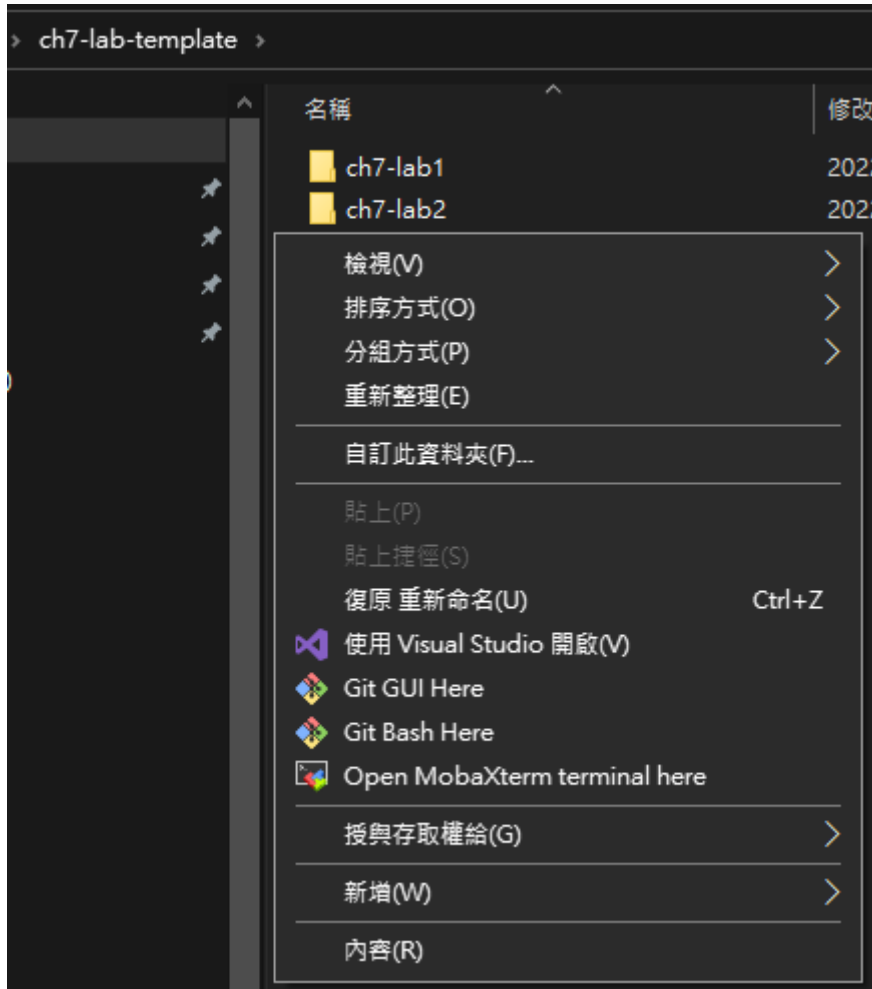 ch7-lab-template
名稱 修改
ch7-lab1 202
ch7-lab2 202
檢視(V)
排序方式(O)
分組方式(P)
重新整理(E)
自訂此資料夾(F)...
貼上(P)
貼上捷徑(S)
復原 重新命名(U) Ctrl+Z
使用 Visual Studio 開啟(V)
Git GUI Here
Git Bash Here
Open MobaXterm terminal here
授與存取權給(G)
新增(W)
內容(R)